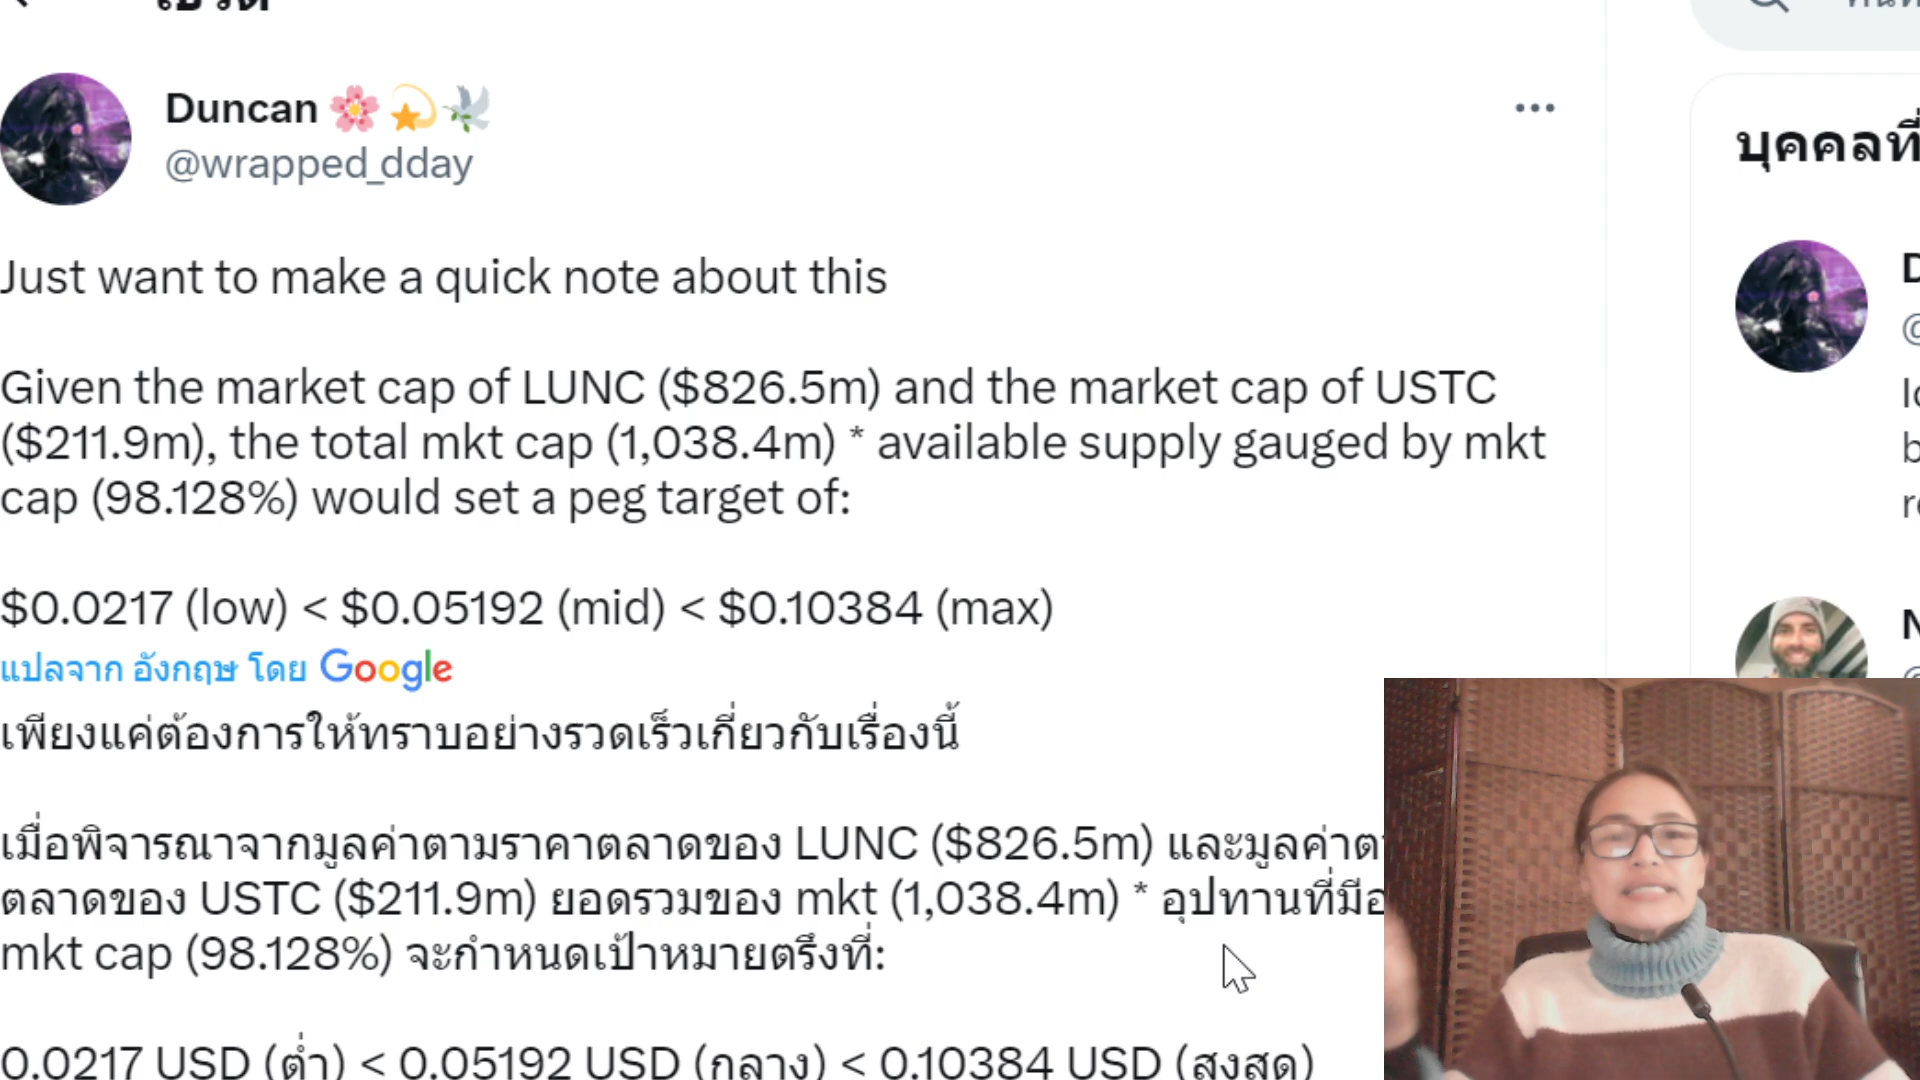 Duncan 🌸 💫 🕊
@wrapped_dday
บุคคลที่
Just want to make a quick note about this
Given the market cap of LUNC ($826.5m) and the market cap of USTC
($211.9m), the total mkt cap (1,038.4m) * available supply gauged by mkt
cap (98.128%) would set a peg target of:
$0.0217 (low) < $0.05192 (mid) < $0.10384 (max)
แปลจาก อังกฤษ โดย Google
เพียงแค่ต้องการให้ทราบอย่างรวดเร็วเกี่ยวกับเรื่องนี้
เมื่อพิจารณาจากมูลค่าตามราคาตลาดของ LUNC ($826.5m) และมูลค่า
ตลาดของ USTC ($211.9m) ยอดรวมของ mkt (1,038.4m) * อุปทานที่มี
mkt cap (98.128%) จะกำหนดเป้าหมายตรึงที่:
0.0217 USD (ต่ำ) < 0.05192 USD (กลาง) < 0.10384 USD (สูงสุด)